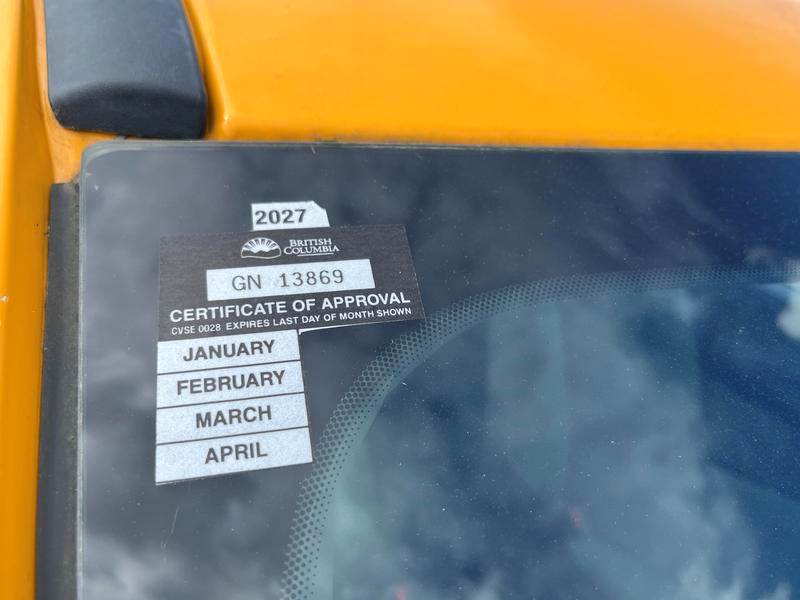 2027
BRITISH
COLUMBIA
GN 13869
CERTIFICATE OF APPROVAL
CVSE 0028 EXPIRES LAST DAY OF MONTH SHOWN
JANUARY
FEBRUARY
MARCH
APRIL